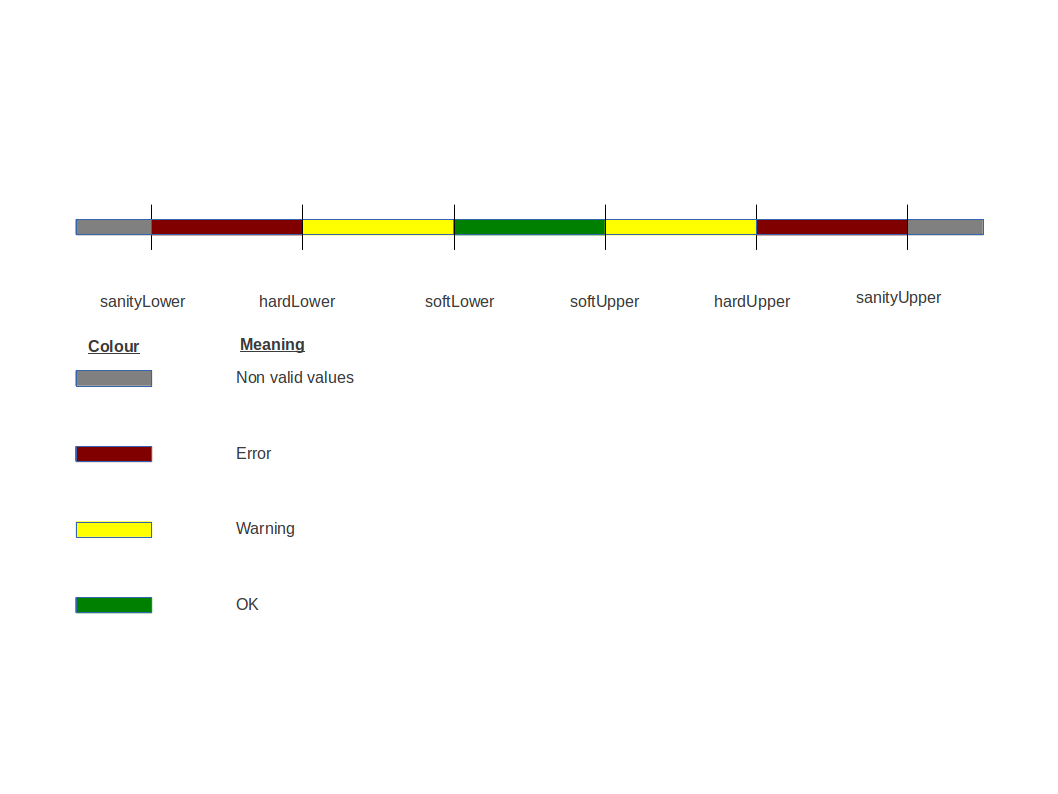 sanityLower hardLower softLower softUpper hardUpper sanityUpper
Colour Meaning
Non valid values
Error
Warning
OK